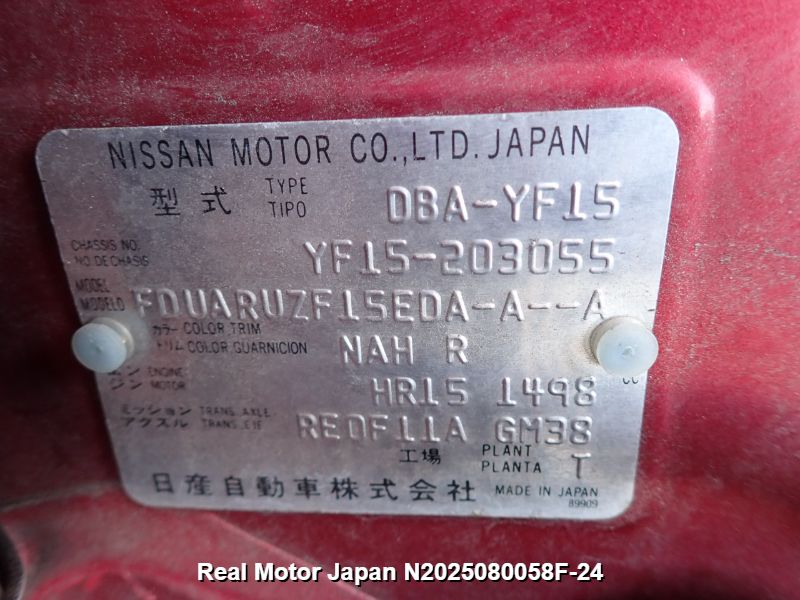 NISSAN MOTOR CO.,LTD. JAPAN
型式 TYPE TIPO DBA-YF15
CHASSIS NO. NO.DE CHASIS YF15-203055
MODEL MODELO FDUARUZF15EDA-A--A
カラー COLOR TRIM
トリム COLOR GUARNICION NAH R
エンジン ENGINE MOTOR HR15 1498 CC
ミッション TRANS. AXLE
アクスル TRANS. EJE RE0F11A GM38
工場 PLANT PLANTA T
日産自動車株式会社 MADE IN JAPAN
89909
Real Motor Japan N2025080058F-24